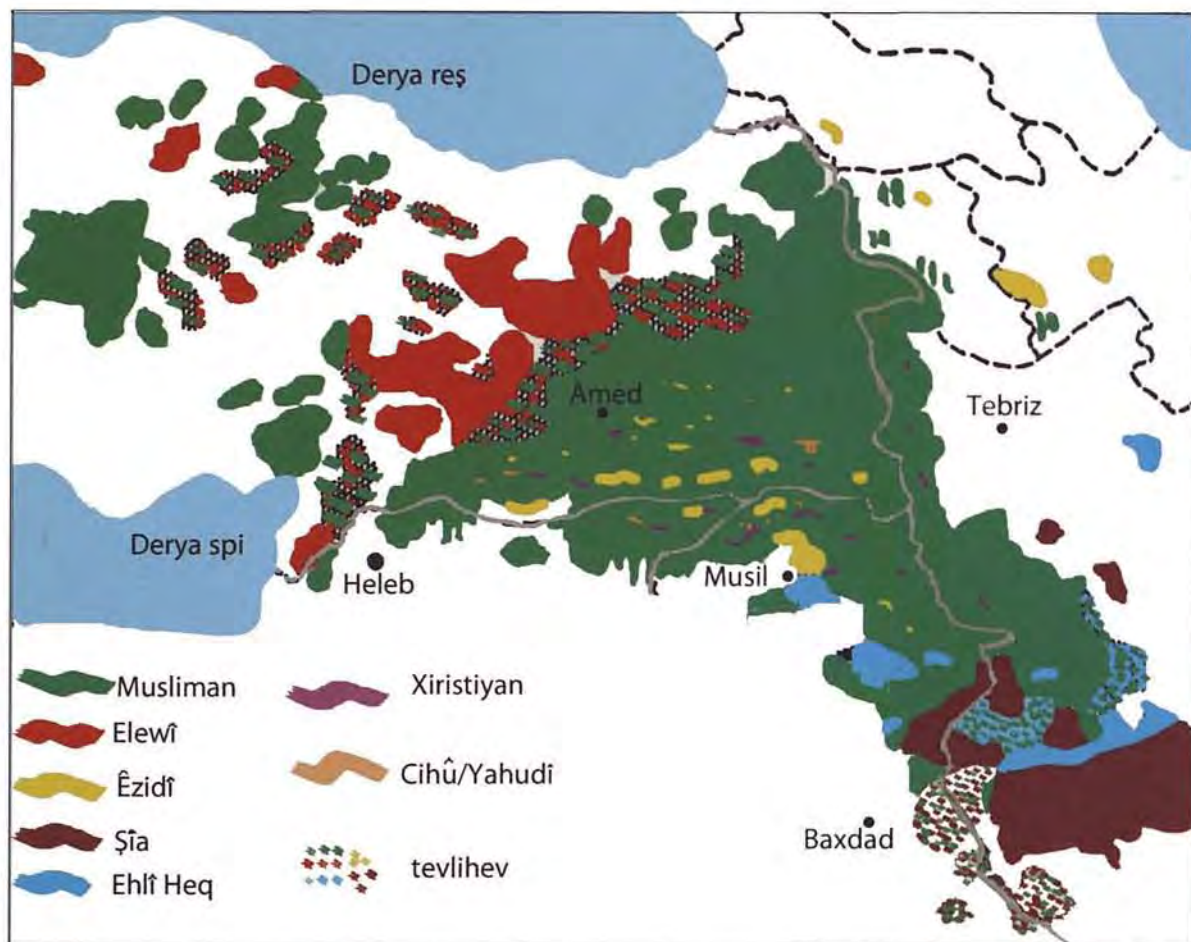 Derya reş
Amed
Tebriz
Derya spi
Heleb
Musil
Baxdad
Musliman
Elewî
Êzidî
Şîa
Ehlî Heq
Xiristiyan
Cihû/Yahudî
tevlihev